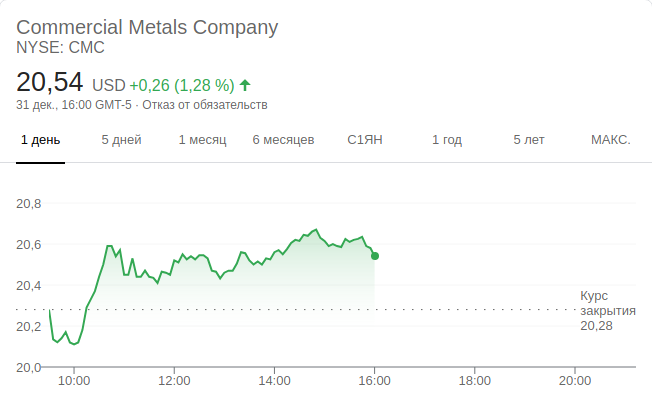 Commercial Metals Company
NYSE: CMC
20,54 USD +0,26 (1,28 %)
31 дек., 16:00 GMT-5 · Отказ от обязательств
1 день 5 дней 1 месяц 6 месяцев С1ЯН 1 год 5 лет МАКС.
20,8
20,6
20,4
Курс
закрытия
20,28
20,2
20,0
10:00 12:00 14:00 16:00 18:00 20:00